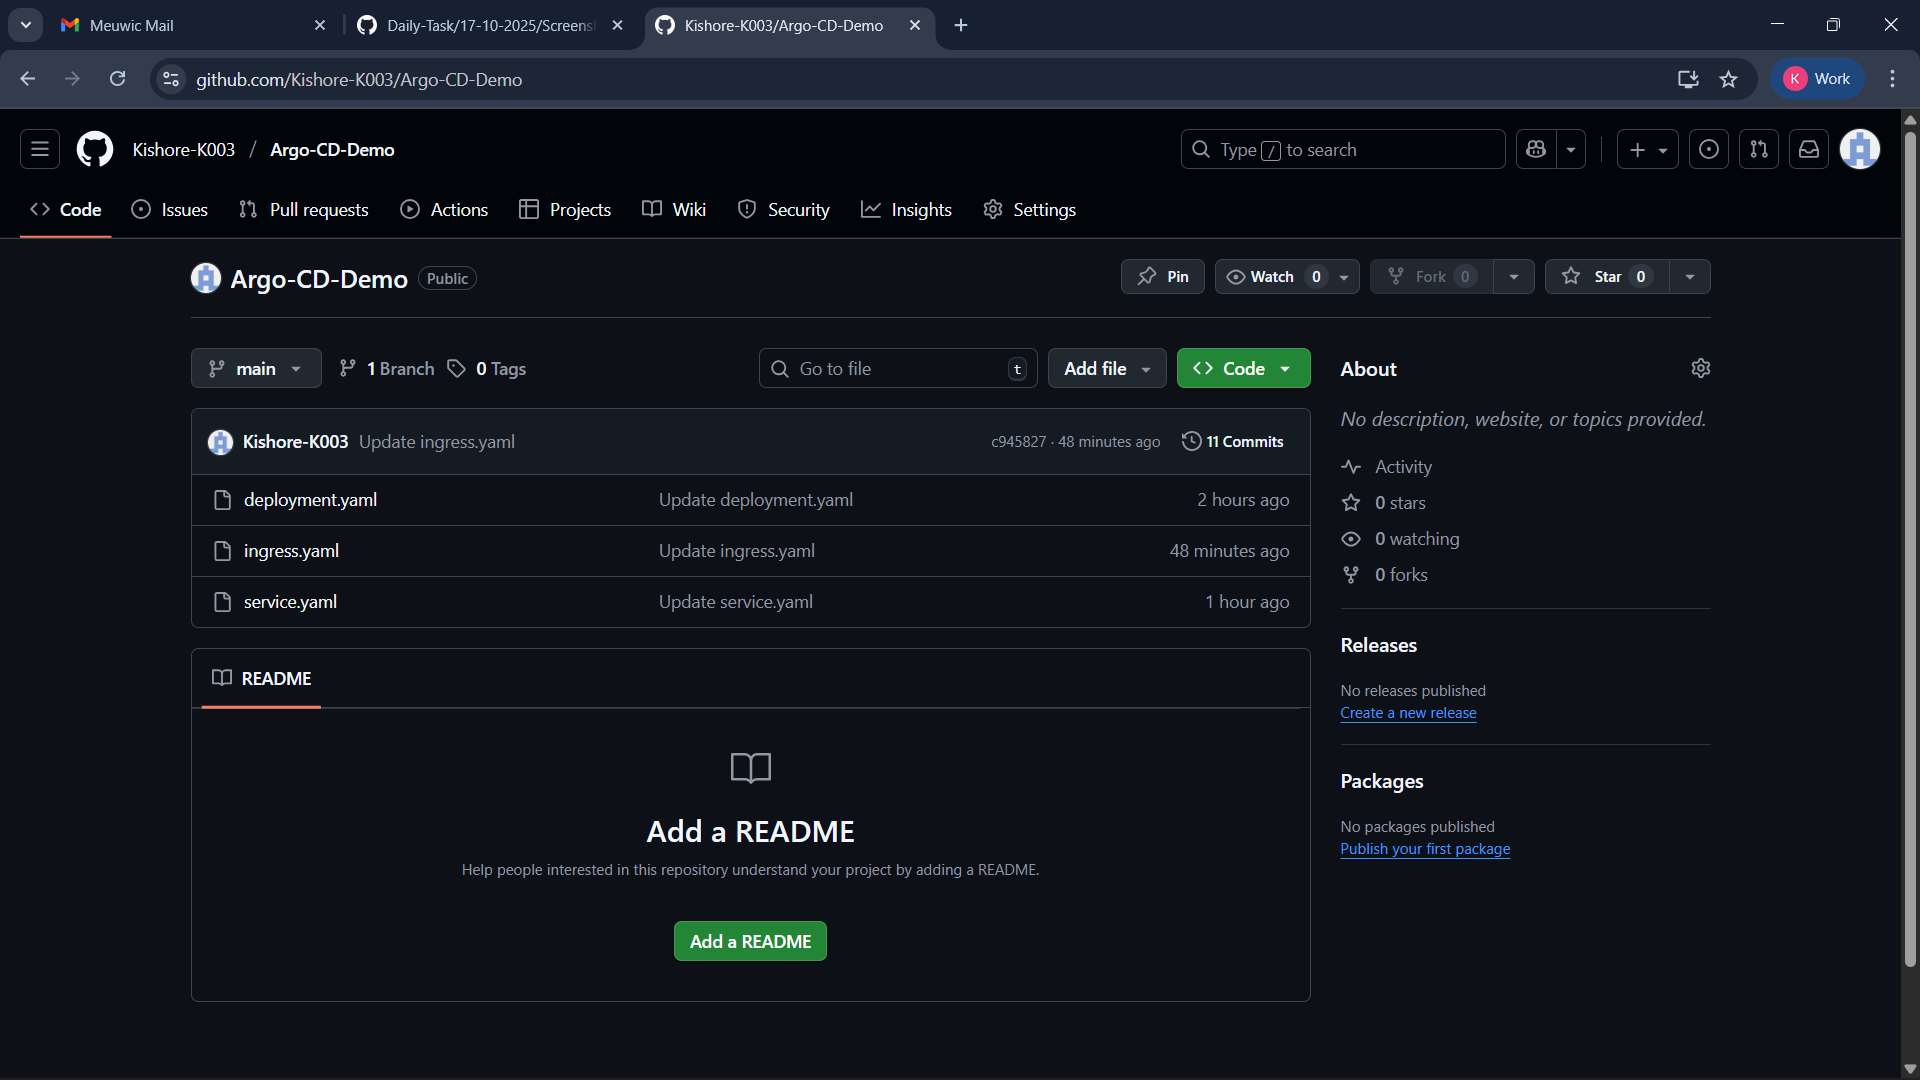 Meuwic Mail
Daily-Task/17-10-2025/Screens
Kishore-K003/Argo-CD-Demo
github.com/Kishore-K003/Argo-CD-Demo
K Work
Kishore-K003 / Argo-CD-Demo
Type / to search
Code
Issues
Pull requests
Actions
Projects
Wiki
Security
Insights
Settings
Argo-CD-Demo Public
Pin
Watch 0
Fork 0
Star 0
main
1 Branch
0 Tags
Go to file t
Add file
Code
Kishore-K003 Update ingress.yaml c945827 · 48 minutes ago 11 Commits
deployment.yaml Update deployment.yaml 2 hours ago
ingress.yaml Update ingress.yaml 48 minutes ago
service.yaml Update service.yaml 1 hour ago
README
Add a README
Help people interested in this repository understand your project by adding a README.
Add a README
About
No description, website, or topics provided.
Activity
0 stars
0 watching
0 forks
Releases
No releases published
Create a new release
Packages
No packages published
Publish your first package